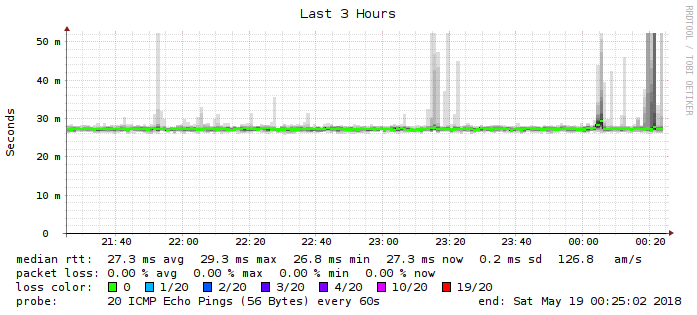 Last 3 Hours
RRDTOOL / TOBI OETIKER
Seconds
50 m
40 m
30 m
20 m
10 m
0
21:40 22:00 22:20 22:40 23:00 23:20 23:40 00:00 00:20
median rtt: 27.3 ms avg 29.3 ms max 26.8 ms min 27.3 ms now 0.2 ms sd 126.8 am/s
packet loss: 0.00 % avg 0.00 % max 0.00 % min 0.00 % now
loss color: 0 1/20 2/20 3/20 4/20 10/20 19/20
probe: 20 ICMP Echo Pings (56 Bytes) every 60s end: Sat May 19 00:25:02 2018